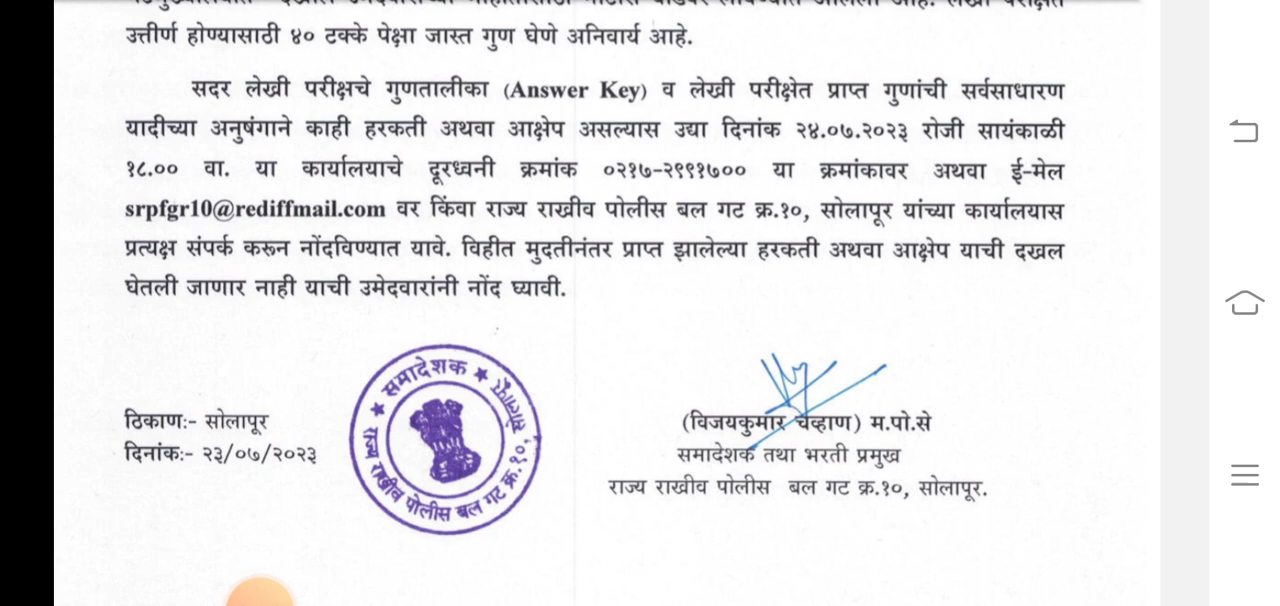 उत्तीर्ण होण्यासाठी ४० टक्के पेक्षा जास्त गुण घेणे अनिवार्य आहे.
सदर लेखी परीक्षचे गुणतालीका (Answer Key) व लेखी परीक्षेत प्राप्त गुणांची सर्वसाधारण
यादीच्या अनुषंगाने काही हरकती अथवा आक्षेप असल्यास उद्या दिनांक २४.०७.२०२३ रोजी सायंकाळी
१८.०० वा. या कार्यालयाचे दूरध्वनी क्रमांक ०२१७-२९९१७०० या क्रमांकावर अथवा ई-मेल
srpfgr10@rediffmail.com वर किंवा राज्य राखीव पोलीस बल गट क्र.१०, सोलापूर यांच्या कार्यालयास
प्रत्यक्ष संपर्क करून नोंदविण्यात यावे. विहीत मुदतीनंतर प्राप्त झालेल्या हरकती अथवा आक्षेप याची दखल
घेतली जाणार नाही याची उमेदवारांनी नोंद घ्यावी.
समादेशक
राज्य राखीव पोलीस बल गट क्र.१०, सोलापूर
ठिकाणः- सोलापूर
दिनांकः- २३/०७/२०२३
(विजयकुमार चव्हाण) म.पो.से
समादेशक तथा भरती प्रमुख
राज्य राखीव पोलीस बल गट क्र.१०, सोलापूर.